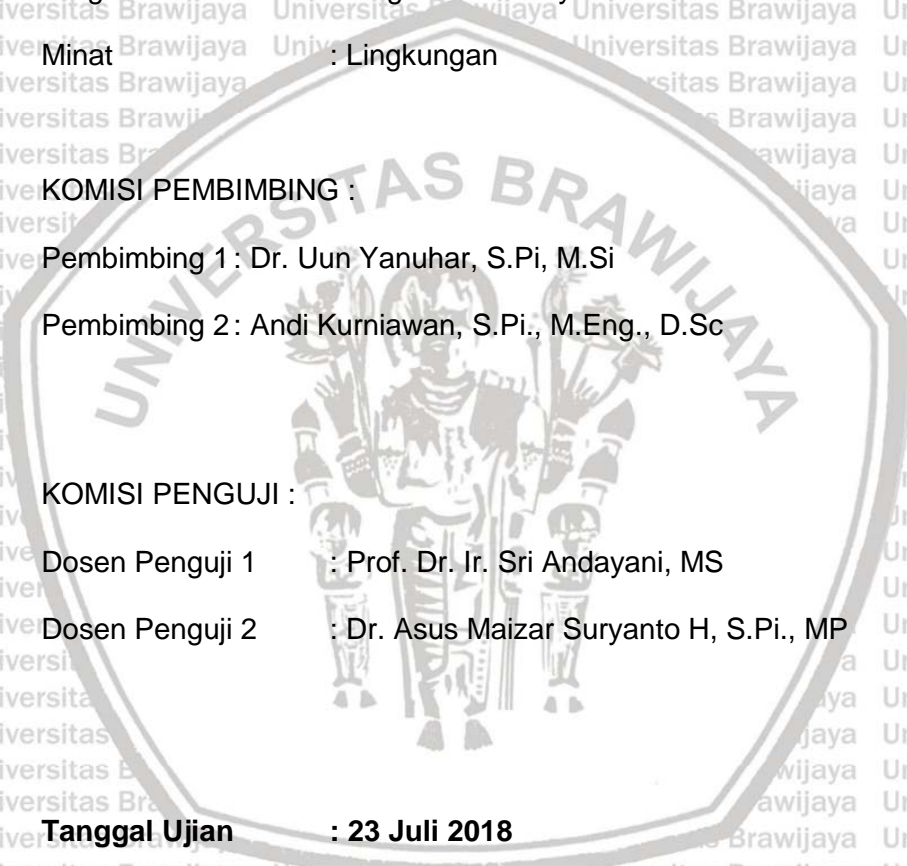 Minat : Lingkungan
KOMISI PEMBIMBING :
Pembimbing 1 : Dr. Uun Yanuhar, S.Pi, M.Si
Pembimbing 2 : Andi Kurniawan, S.Pi., M.Eng., D.Sc
UNIVERSITAS BRAWIJAYA
KOMISI PENGUJI :
Dosen Penguji 1 : Prof. Dr. Ir. Sri Andayani, MS
Dosen Penguji 2 : Dr. Asus Maizar Suryanto H, S.Pi., MP
Tanggal Ujian : 23 Juli 2018